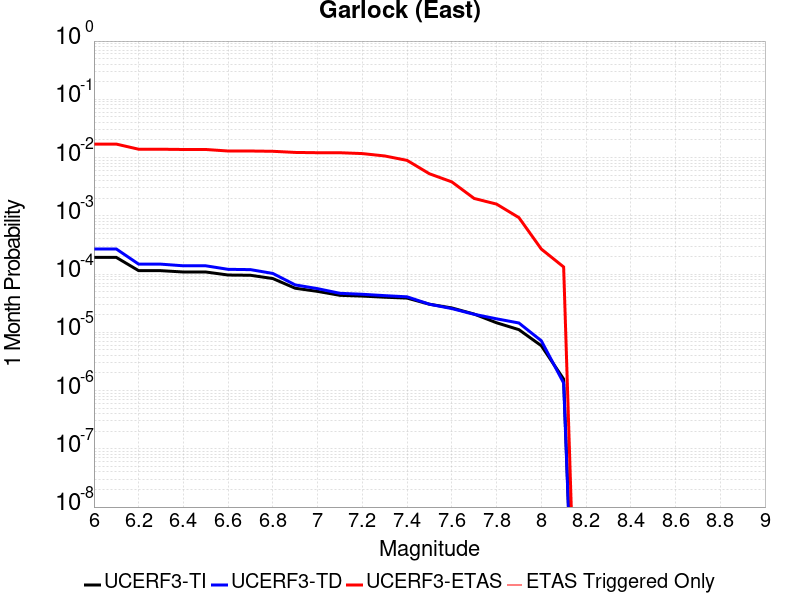 Garlock (East)
10^0
10^-1
10^-2
10^-3
10^-4
10^-5
10^-6
10^-7
10^-8
1 Month Probability
6 6.2 6.4 6.6 6.8 7 7.2 7.4 7.6 7.8 8 8.2 8.4 8.6 8.8 9
Magnitude
UCERF3-TI UCERF3-TD UCERF3-ETAS ETAS Triggered Only